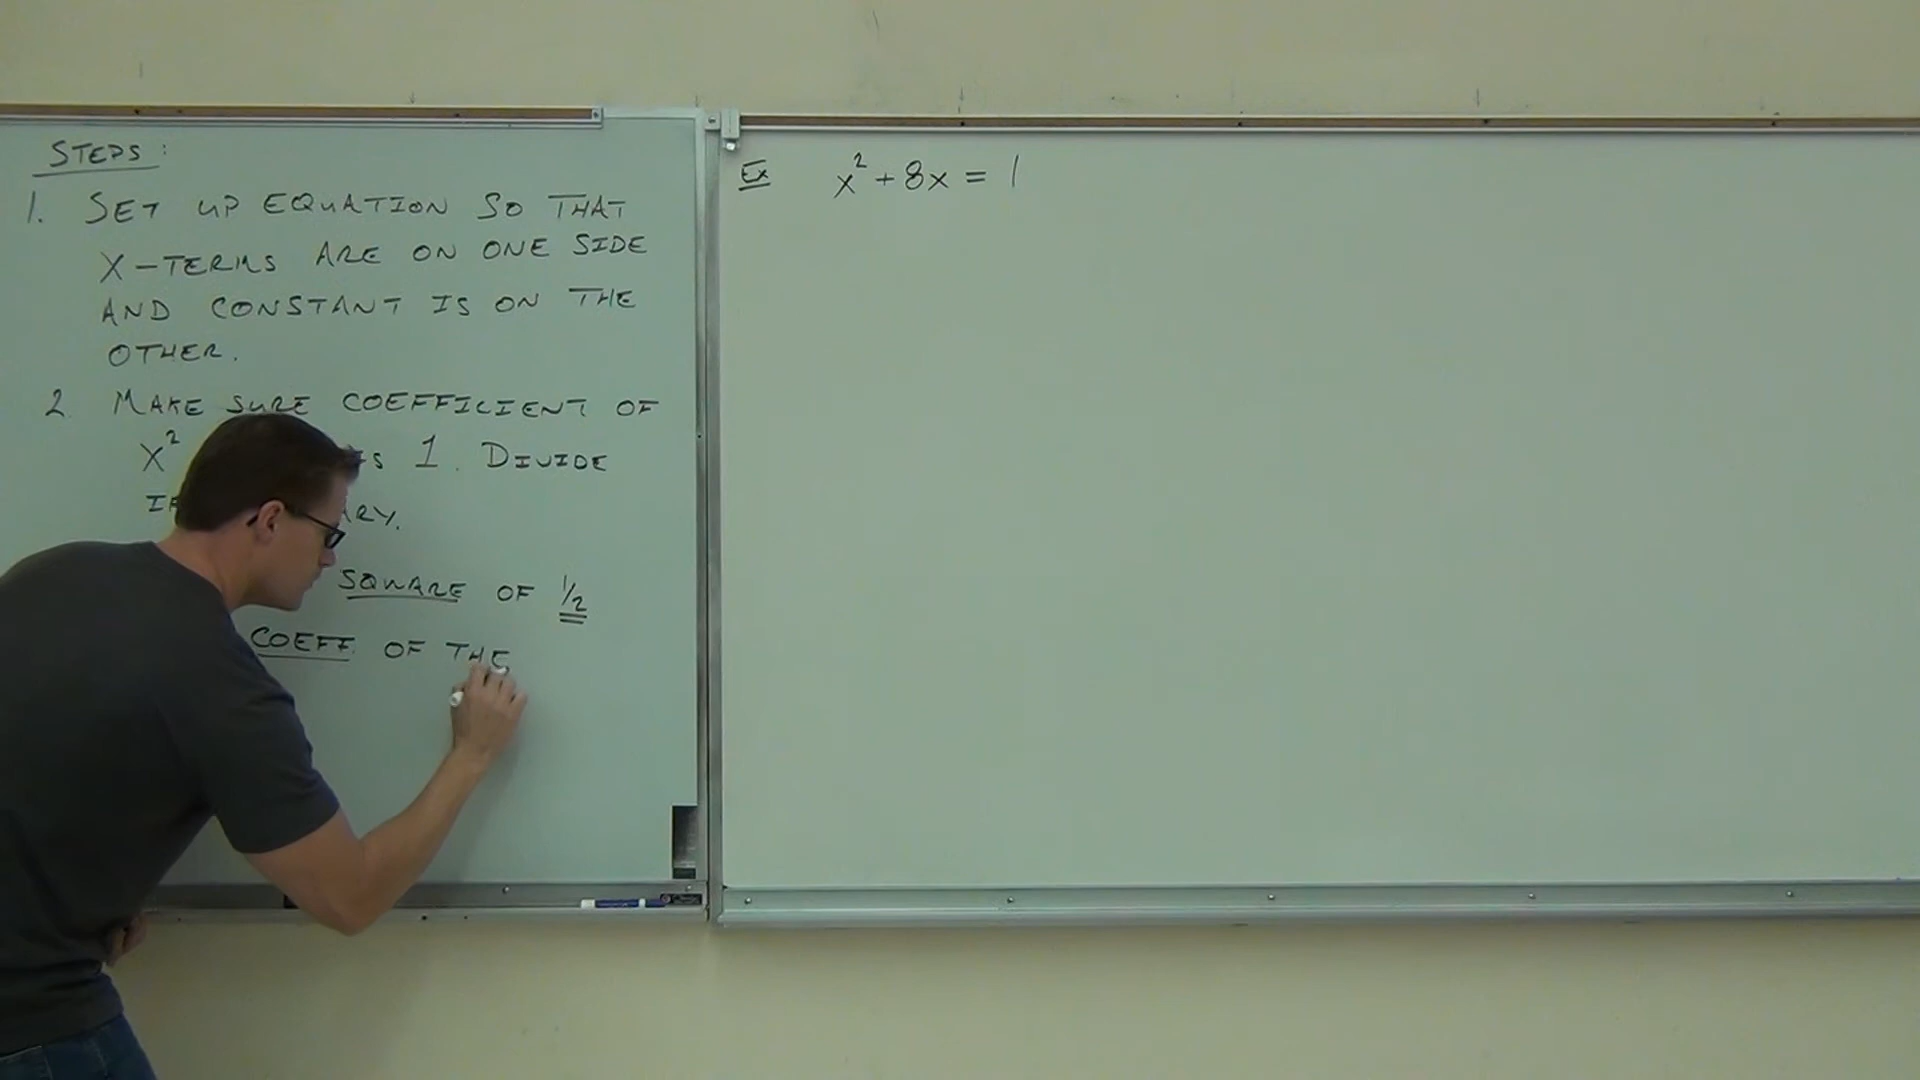 STEPS:
1. SET UP EQUATION SO THAT
X-TERMS ARE ON ONE SIDE
AND CONSTANT IS ON THE
OTHER.
2 MAKE SURE COEFFICIENT OF
X² IS 1. DIVIDE
IF
SQUARE OF 1/2
COEFF. OF THE
Ex x² + 8x = 1